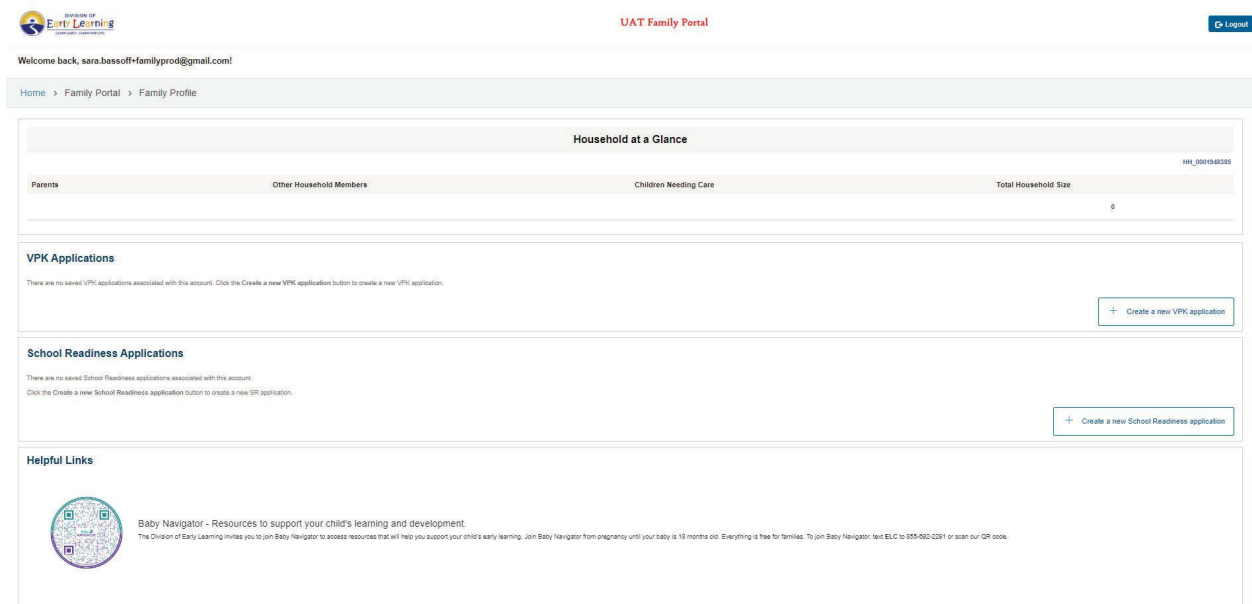 DIVISION OF
Early Learning
LEARN EARLY. LEARN FOR LIFE.
UAT Family Portal
Logout
Welcome back, sara.bassoff+familyprod@gmail.com!
Home > Family Portal > Family Profile
Household at a Glance
HH_0001948385
Parents Other Household Members Children Needing Care Total Household Size
0
VPK Applications
There are no saved VPK applications associated with this account. Click the Create a new VPK application button to create a new VPK application.
+ Create a new VPK application
School Readiness Applications
There are no saved School Readiness applications associated with this account.
Click the Create a new School Readiness application button to create a new SR application.
+ Create a new School Readiness application
Helpful Links
Baby NAVIGATOR
Baby Navigator - Resources to support your child's learning and development.
The Division of Early Learning invites you to join Baby Navigator to access resources that will help you support your child's early learning. Join Baby Navigator from pregnancy until your baby is 18 months old. Everything is free for families. To join Baby Navigator, text ELC to 855-692-2291 or scan our QR code.